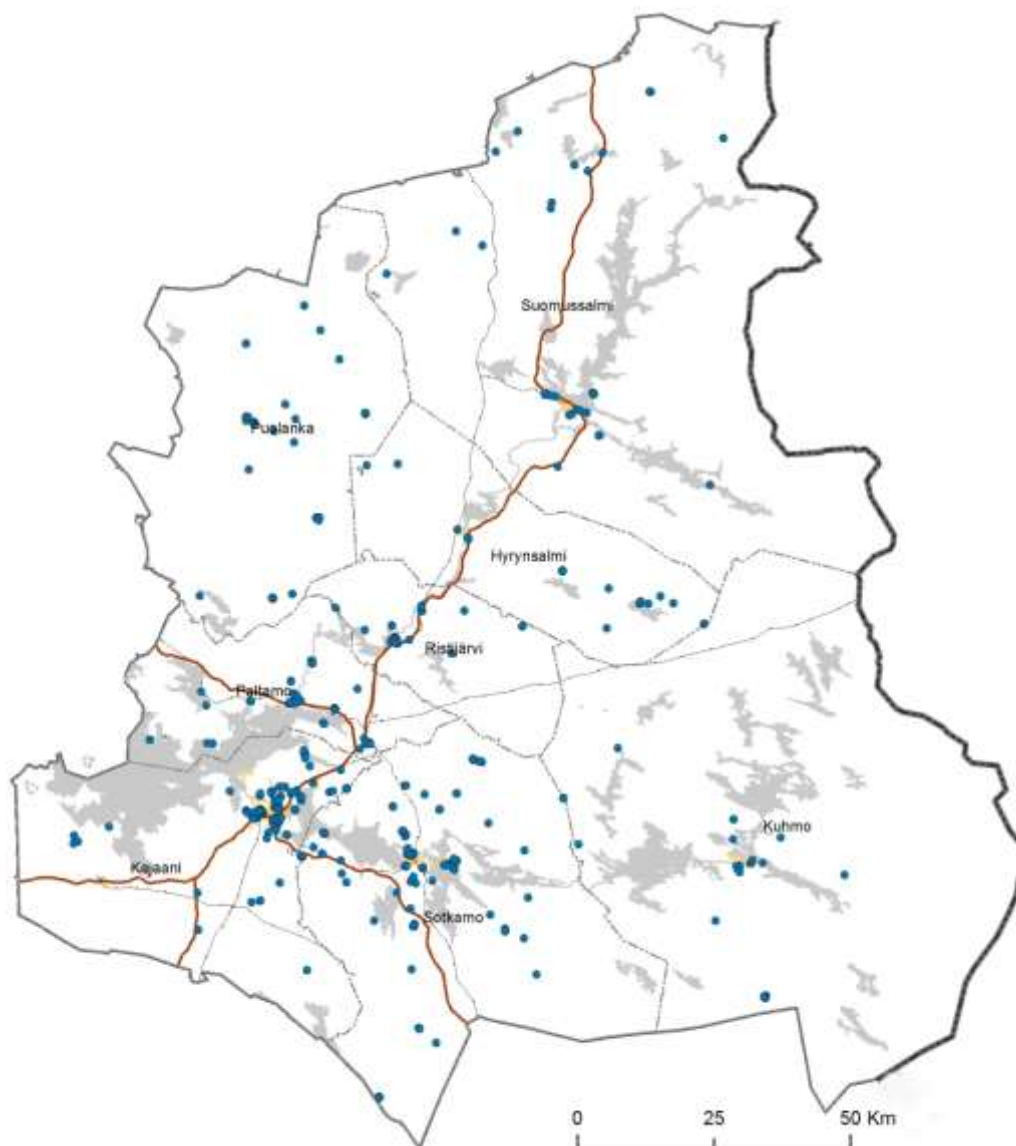 Suomussalmi
Puolanka
Hyrynsalmi
Ristijärvi
Paltamo
Kuhmo
Kajaani
Sotkamo
0 25 50 Km